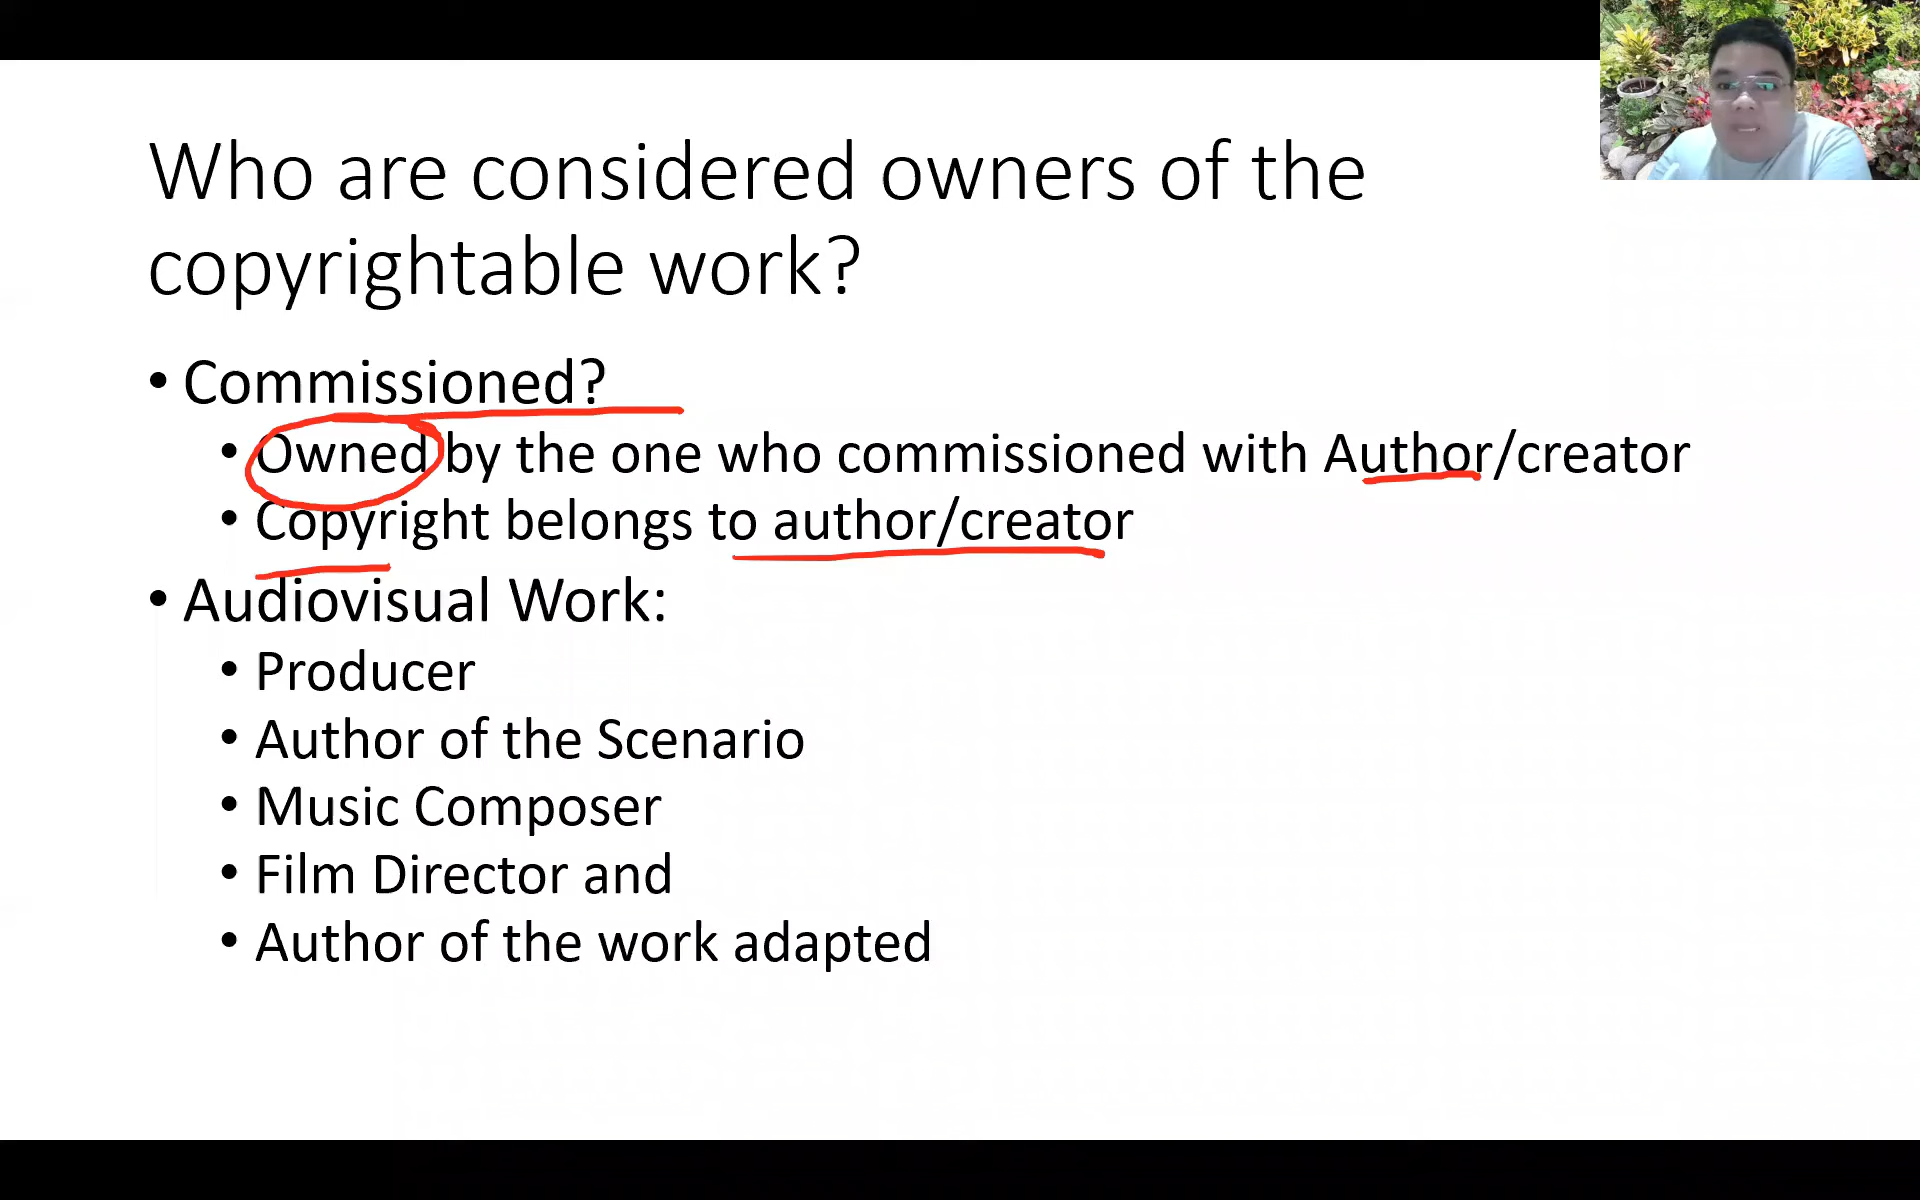 Who are considered owners of the
copyrightable work?
• Commissioned?
• Owned by the one who commissioned with Author/creator
• Copyright belongs to author/creator
• Audiovisual Work:
• Producer
• Author of the Scenario
• Music Composer
• Film Director and
• Author of the work adapted